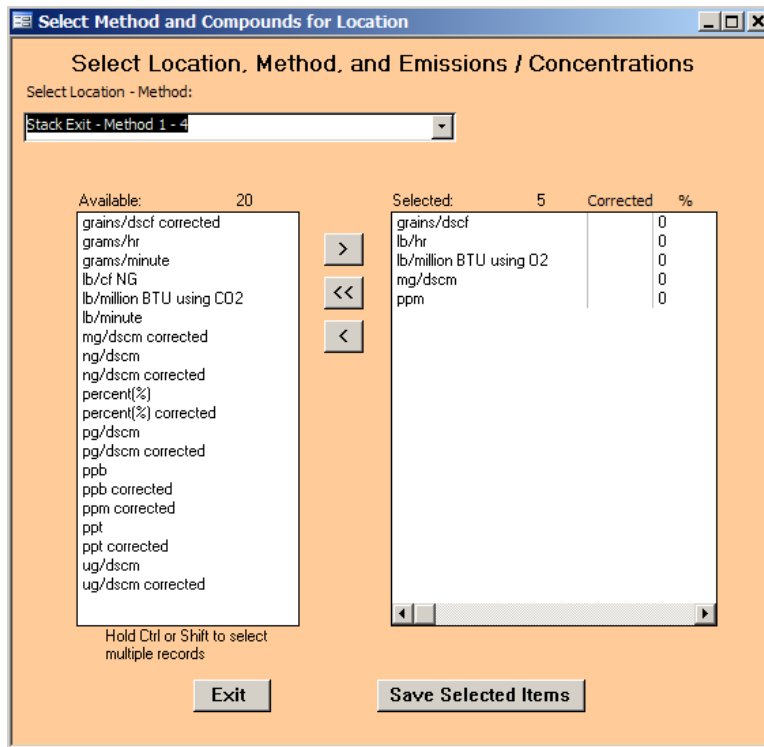 Select Method and Compounds for Location
Select Location, Method, and Emissions / Concentrations
Select Location - Method:
Stack Exit - Method 1 - 4
Available: 20
Selected: 5 Corrected %
grains/dscf corrected
grams/hr
grams/minute
lb/cf NG
lb/million BTU using CO2
lb/minute
mg/dscm corrected
ng/dscm
ng/dscm corrected
percent(%)
percent(%) corrected
pg/dscm
pg/dscm corrected
ppb
ppb corrected
ppm corrected
ppt
ppt corrected
ug/dscm
ug/dscm corrected
>
<<
<
grains/dscf 0
lb/hr 0
lb/million BTU using O2 0
mg/dscm 0
ppm 0
Hold Ctrl or Shift to select
multiple records
Exit
Save Selected Items